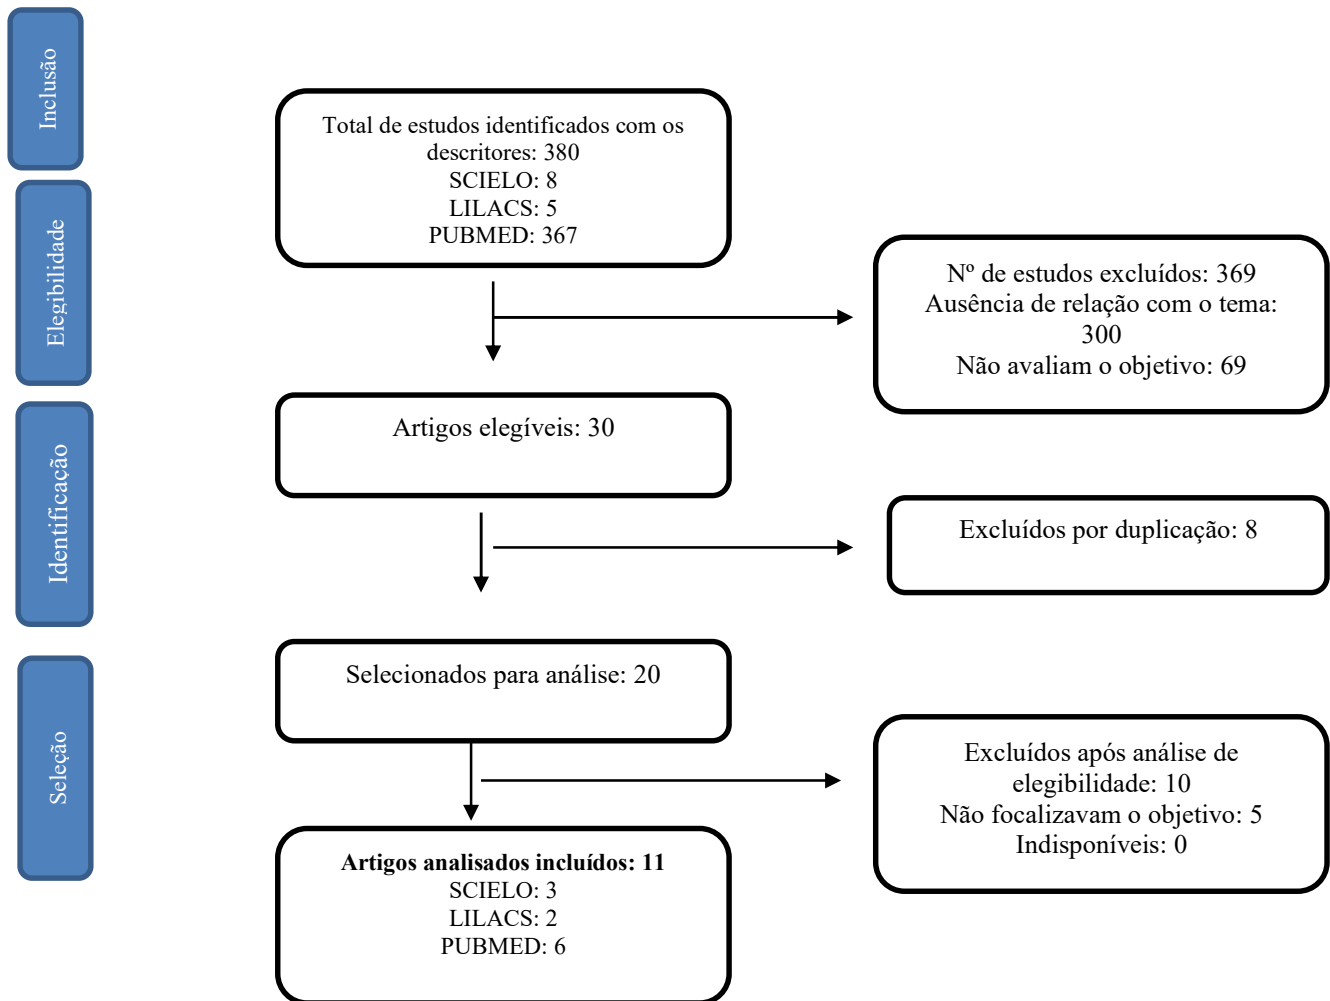 Inclusão
Total de estudos identificados com os
descritores: 380
SCIELO: 8
LILACS: 5
PUBMED: 367
Elegibilidade
Nº de estudos excluídos: 369
Ausência de relação com o tema:
300
Não avaliam o objetivo: 69
Artigos elegíveis: 30
Identificação
Excluídos por duplicação: 8
Selecionados para análise: 20
Seleção
Excluídos após análise de
elegibilidade: 10
Não focalizavam o objetivo: 5
Indisponíveis: 0
Artigos analisados incluídos: 11
SCIELO: 3
LILACS: 2
PUBMED: 6